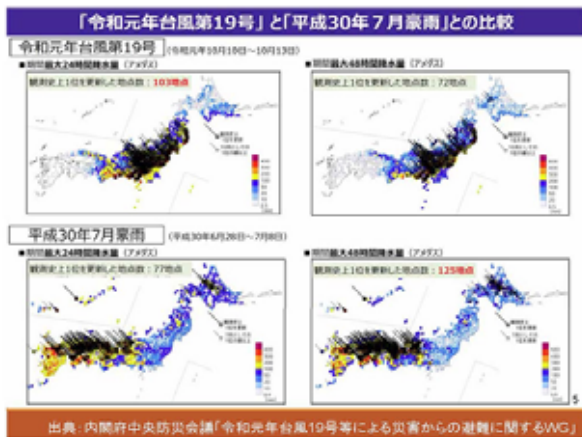 「令和元年台風第19号」と「平成30年7月豪雨」との比較
令和元年台風第19号 (令和元年10月10日~10月13日)
■期間最大24時間降水量(アメダス)
観測史上1位を更新した地点数:103地点
■期間最大48時間降水量(アメダス)
観測史上1位を更新した地点数:72地点
平成30年7月豪雨 (平成30年6月28日~7月8日)
■期間最大24時間降水量(アメダス)
観測史上1位を更新した地点数:77地点
■期間最大48時間降水量(アメダス)
観測史上1位を更新した地点数:125地点
5
出典:内閣府中央防災会議「令和元年台風19号等による災害からの避難に関するWG」